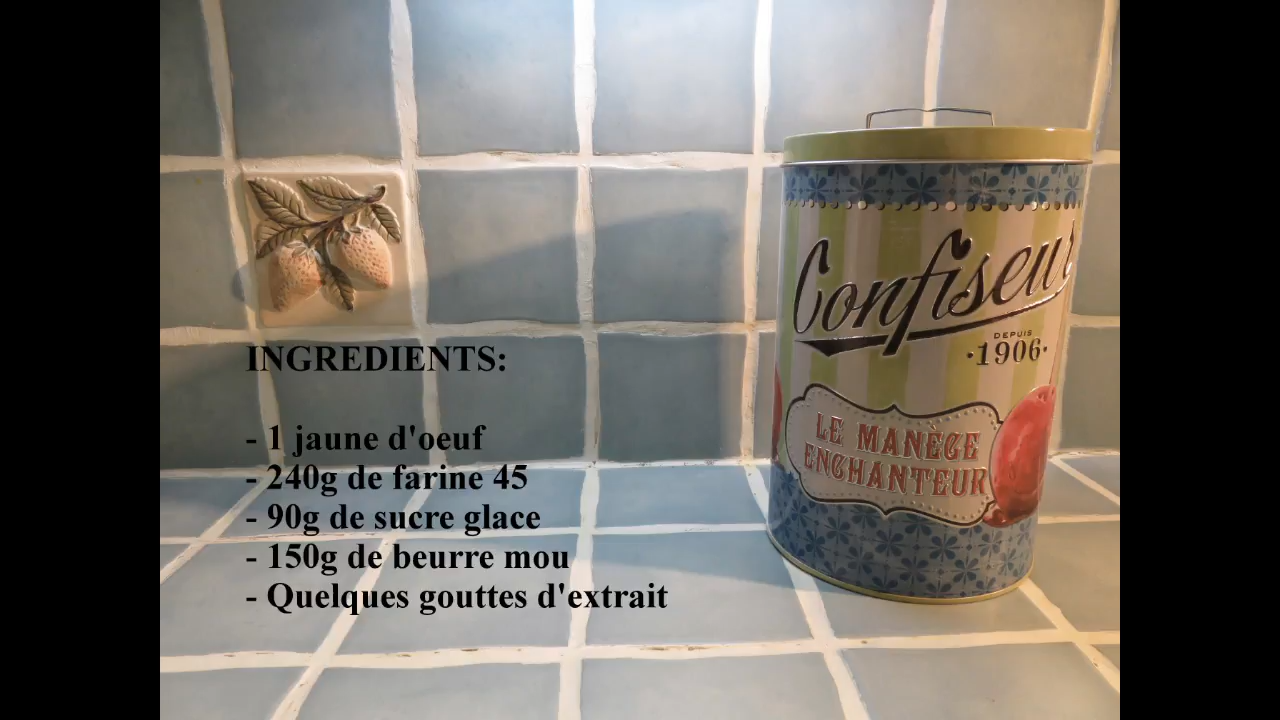 INGREDIENTS:
- 1 jaune d'oeuf
- 240g de farine 45
- 90g de sucre glace
- 150g de beurre mou
- Quelques gouttes d'extrait
Confiseur
DEPUIS
·1906·
LE MANÈGE
ENCHANTEUR